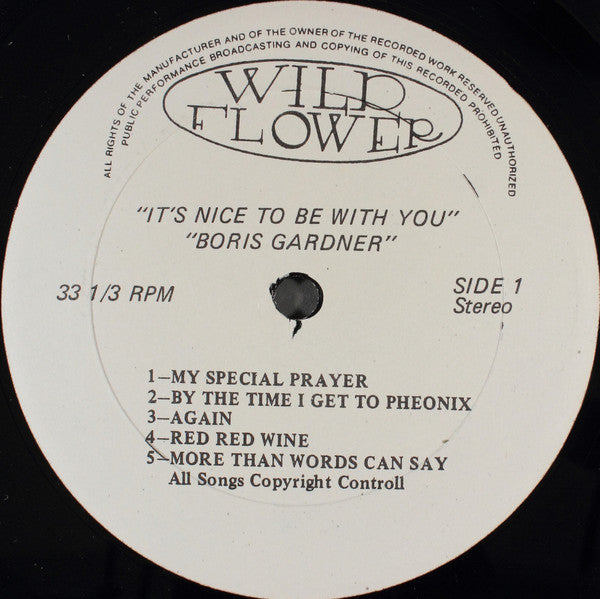 ALL RIGHTS OF THE MANUFACTURER AND OF THE OWNER OF THE RECORDED WORK RESERVED UNAUTHORIZED
PUBLIC PERFORMANCE BROADCASTING AND COPYING OF THIS RECORDED PROHIBITED
WILD
FLOWER
"IT'S NICE TO BE WITH YOU"
"BORIS GARDNER"
33 1/3 RPM
SIDE 1
Stereo
1—MY SPECIAL PRAYER
2—BY THE TIME I GET TO PHEONIX
3—AGAIN
4—RED RED WINE
5—MORE THAN WORDS CAN SAY
All Songs Copyright Controll